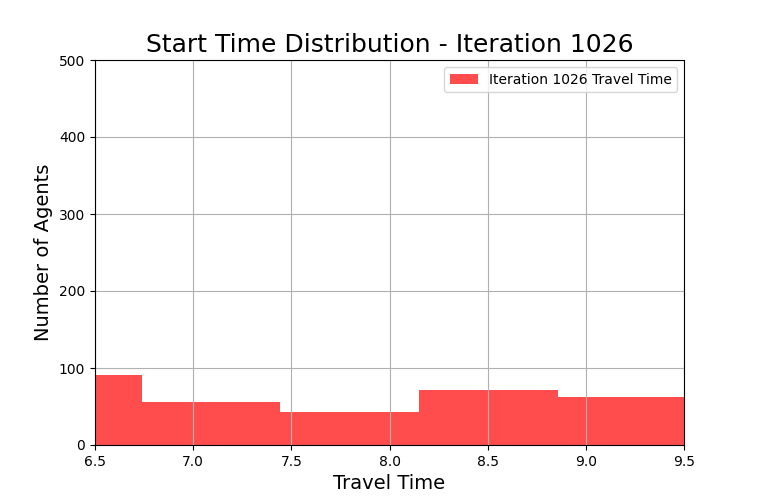 Start Time Distribution - Iteration 1026
Iteration 1026 Travel Time
Number of Agents
500
400
300
200
100
0
6.5 7.0 7.5 8.0 8.5 9.0 9.5
Travel Time